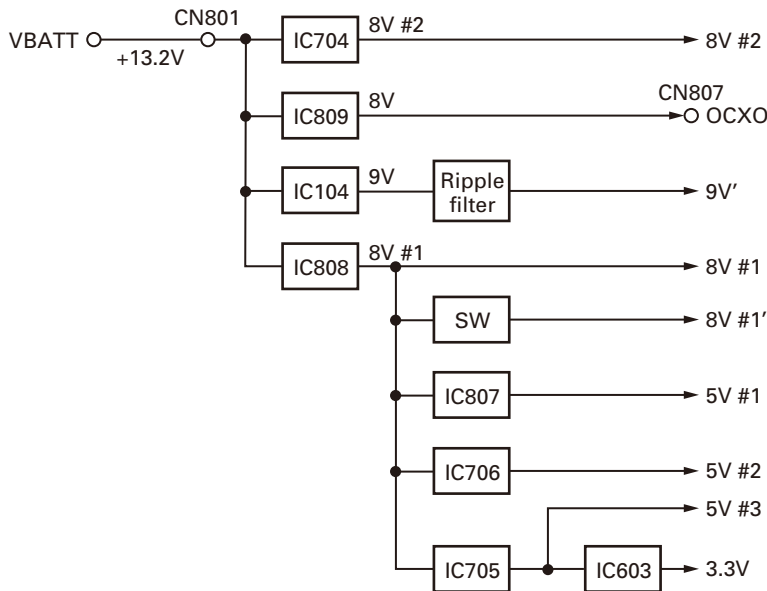 VBATT
CN801
+13.2V
IC704
8V #2
8V #2
IC809
8V
CN807
OCXO
IC104
9V
Ripple
filter
9V'
IC808
8V #1
8V #1
SW
8V #1'
IC807
5V #1
IC706
5V #2
5V #3
IC705
IC603
3.3V